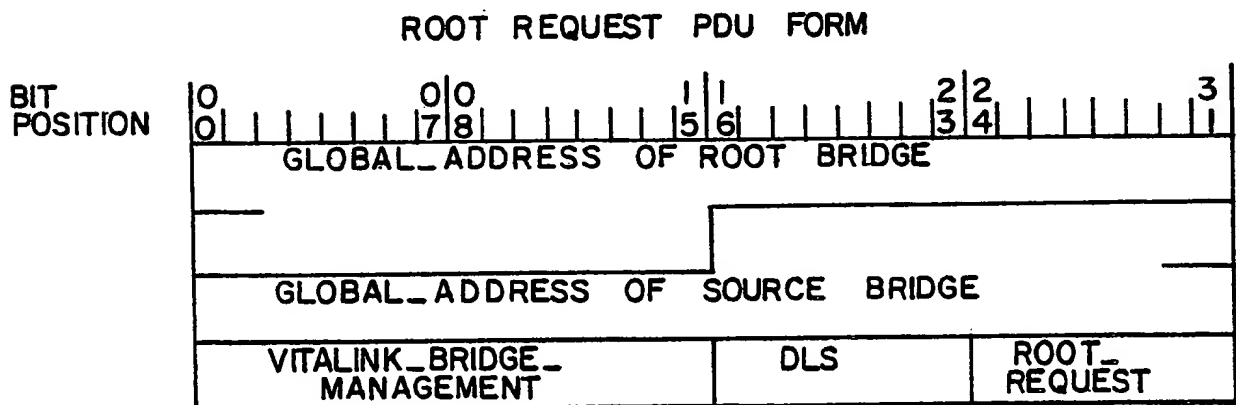 ROOT REQUEST PDU FORM
BIT POSITION
0 0 0 1 1 2 2 3
0 7 8 5 6 3 4 1
GLOBAL_ADDRESS OF ROOT BRIDGE
GLOBAL_ADDRESS OF SOURCE BRIDGE
VITALINK_BRIDGE_ DLS ROOT_
MANAGEMENT REQUEST